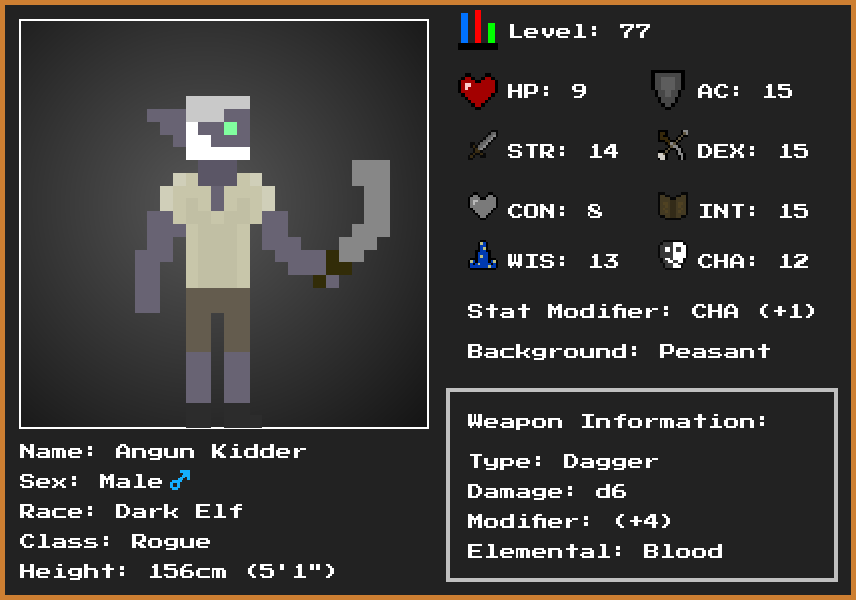 Level: 77
HP: 9 AC: 15
STR: 14 DEX: 15
CON: 8 INT: 15
WIS: 13 CHA: 12
Stat Modifier: CHA (+1)
Background: Peasant
Weapon Information:
Type: Dagger
Damage: d6
Modifier: (+4)
Elemental: Blood
Name: Angun Kidder
Sex: Male ♂
Race: Dark Elf
Class: Rogue
Height: 156cm (5'1")